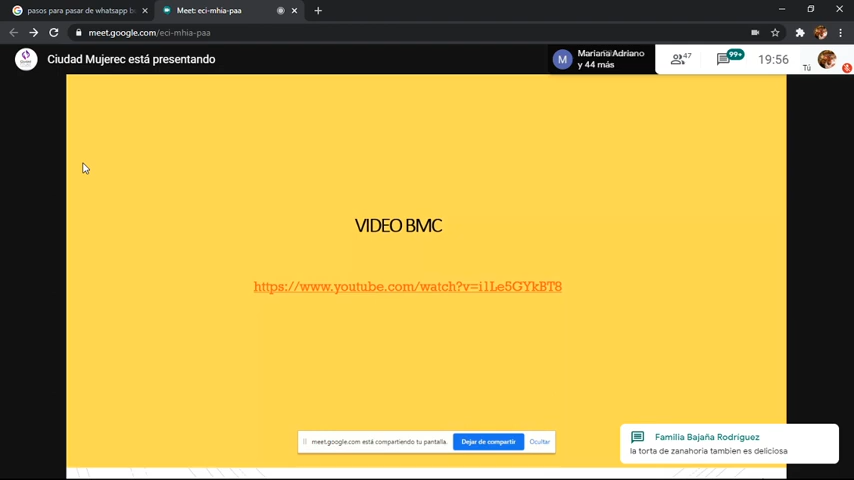 pasos para pasar de whatsapp b
Meet: eci-mhia-paa
meet.google.com/eci-mhia-paa
Ciudad Mujerec está presentando
M
Mariana Adriano
y 44 más
47
99+
19:56
Tú
VIDEO BMC
https://www.youtube.com/watch?v=i1Le5GYkBT8
meet.google.com está compartiendo tu pantalla.
Dejar de compartir
Ocultar
Familia Bajaña Rodríguez
la torta de zanahoria tambien es deliciosa